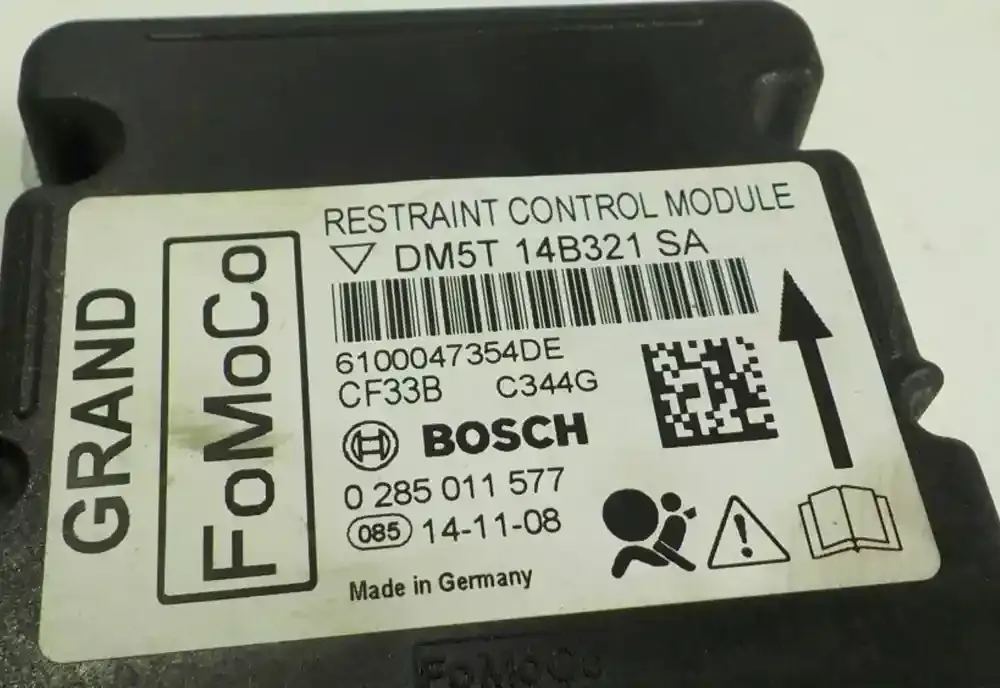 GRAND
FoMoCo
RESTRAINT CONTROL MODULE
DM5T 14B321 SA
6100047354DE
CF33B C344G
BOSCH
0 285 011 577
085 14-11-08
Made in Germany
FoMoCo